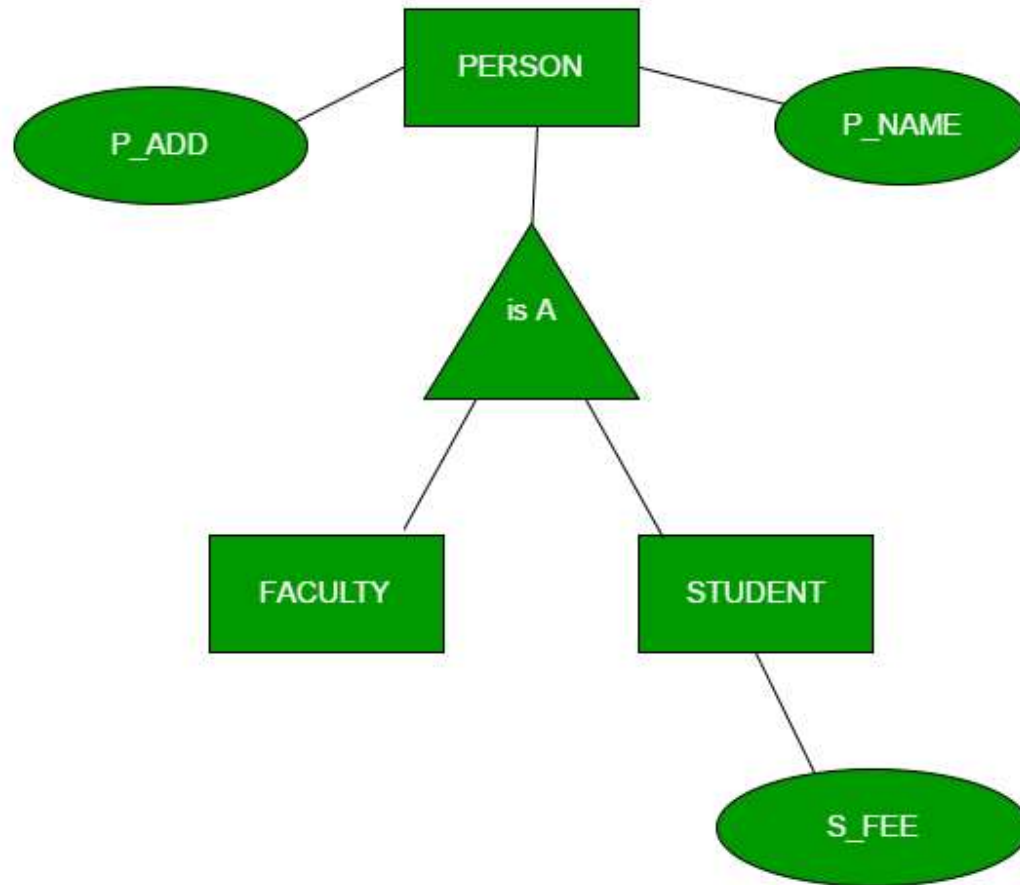 PERSON
P_ADD
P_NAME
is A
FACULTY
STUDENT
S_FEE